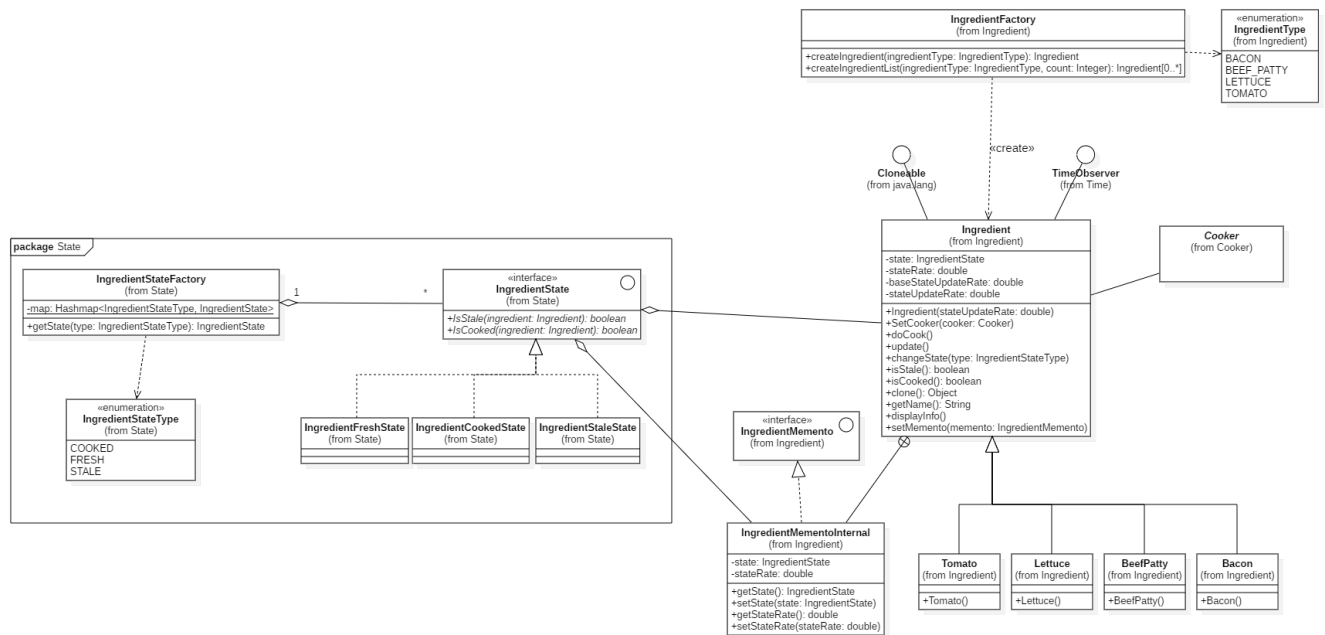 IngredientFactory
(from Ingredient)
+createIngredient(ingredientType: IngredientType): Ingredient
+createIngredientList(ingredientType: IngredientType, count: Integer): Ingredient[0..*]
«enumeration»
IngredientType
(from Ingredient)
BACON
BEEF_PATTY
LETTUCE
TOMATO
«create»
Cloneable
(from java.lang)
TimeObserver
(from Time)
Ingredient
(from Ingredient)
-state: IngredientState
-stateRate: double
-baseStateUpdateRate: double
-stateUpdateRate: double
+Ingredient(stateUpdateRate: double)
+SetCooker(cooker: Cooker)
+doCook()
+update()
+changeState(type: IngredientStateType)
+isStale(): boolean
+isCooked(): boolean
+clone(): Object
+getName(): String
+displayInfo()
+setMemento(memento: IngredientMemento)
Cooker
(from Cooker)
package State
IngredientStateFactory
(from State)
-map: Hashmap<IngredientStateType, IngredientState>
+getState(type: IngredientStateType): IngredientState
1
*
«interface»
IngredientState
(from State)
+IsStale(ingredient: Ingredient): boolean
+IsCooked(ingredient: Ingredient): boolean
«enumeration»
IngredientStateType
(from State)
COOKED
FRESH
STALE
IngredientFreshState
(from State)
IngredientCookedState
(from State)
IngredientStaleState
(from State)
«interface»
IngredientMemento
(from Ingredient)
IngredientMementoInternal
(from Ingredient)
-state: IngredientState
-stateRate: double
+getState(): IngredientState
+setState(state: IngredientState)
+getStateRate(): double
+setStateRate(stateRate: double)
Tomato
(from Ingredient)
+Tomato()
Lettuce
(from Ingredient)
+Lettuce()
BeefPatty
(from Ingredient)
+BeefPatty()
Bacon
(from Ingredient)
+Bacon()